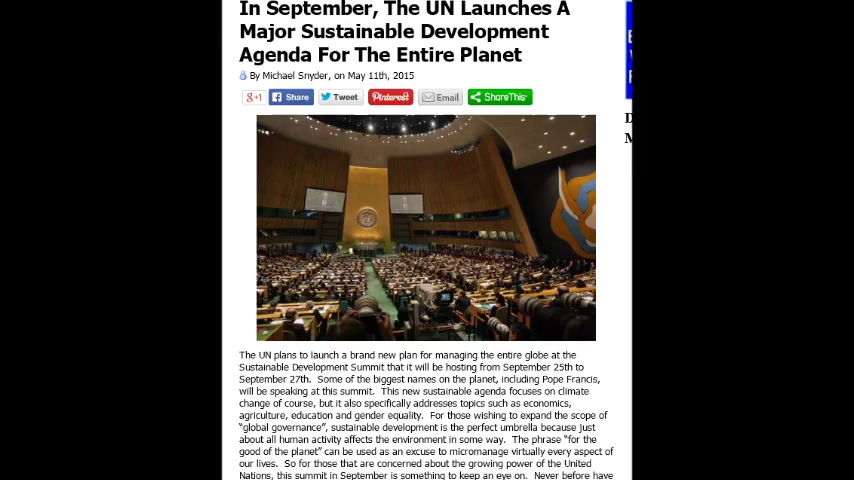 In September, The UN Launches A
Major Sustainable Development
Agenda For The Entire Planet
By Michael Snyder, on May 11th, 2015
g+1 Share Tweet Pinterest Email ShareThis
The UN plans to launch a brand new plan for managing the entire globe at the
Sustainable Development Summit that it will be hosting from September 25th to
September 27th. Some of the biggest names on the planet, including Pope Francis,
will be speaking at this summit. This new sustainable agenda focuses on climate
change of course, but it also specifically addresses topics such as economics,
agriculture, education and gender equality. For those wishing to expand the scope of
“global governance”, sustainable development is the perfect umbrella because just
about all human activity affects the environment in some way. The phrase “for the
good of the planet” can be used as an excuse to micromanage virtually every aspect of
our lives. So for those that are concerned about the growing power of the United
Nations, this summit in September is something to keep an eye on. Never before have